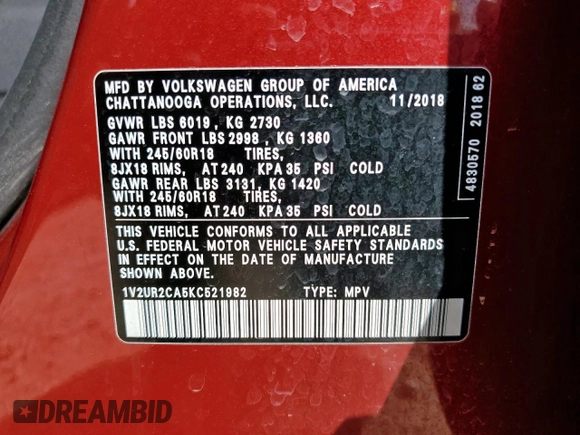 MFD BY VOLKSWAGEN GROUP OF AMERICA
CHATTANOOGA OPERATIONS, LLC. 11/2018
GVWR LBS 6019 , KG 2730
GAWR FRONT LBS 2998 , KG 1360
WITH 245/60R18 TIRES,
8JX18 RIMS, AT 240 KPA 35 PSI COLD
GAWR REAR LBS 3131, KG 1420
WITH 245/60R18 TIRES,
8JX18 RIMS, AT 240 KPA 35 PSI COLD
THIS VEHICLE CONFORMS TO ALL APPLICABLE
U.S. FEDERAL MOTOR VEHICLE SAFETY STANDARDS
IN EFFECT ON THE DATE OF MANUFACTURE
SHOWN ABOVE.
1V2UR2CA5KC521982 TYPE: MPV
4830570 2018 62
DREAMBID